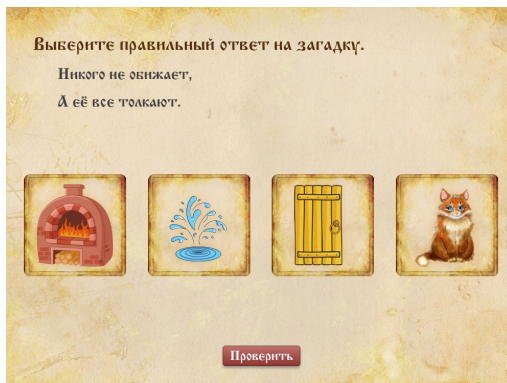 Выберите правильный ответ на загадку.
Никого не обижает,
А её все толкают.
Проверить